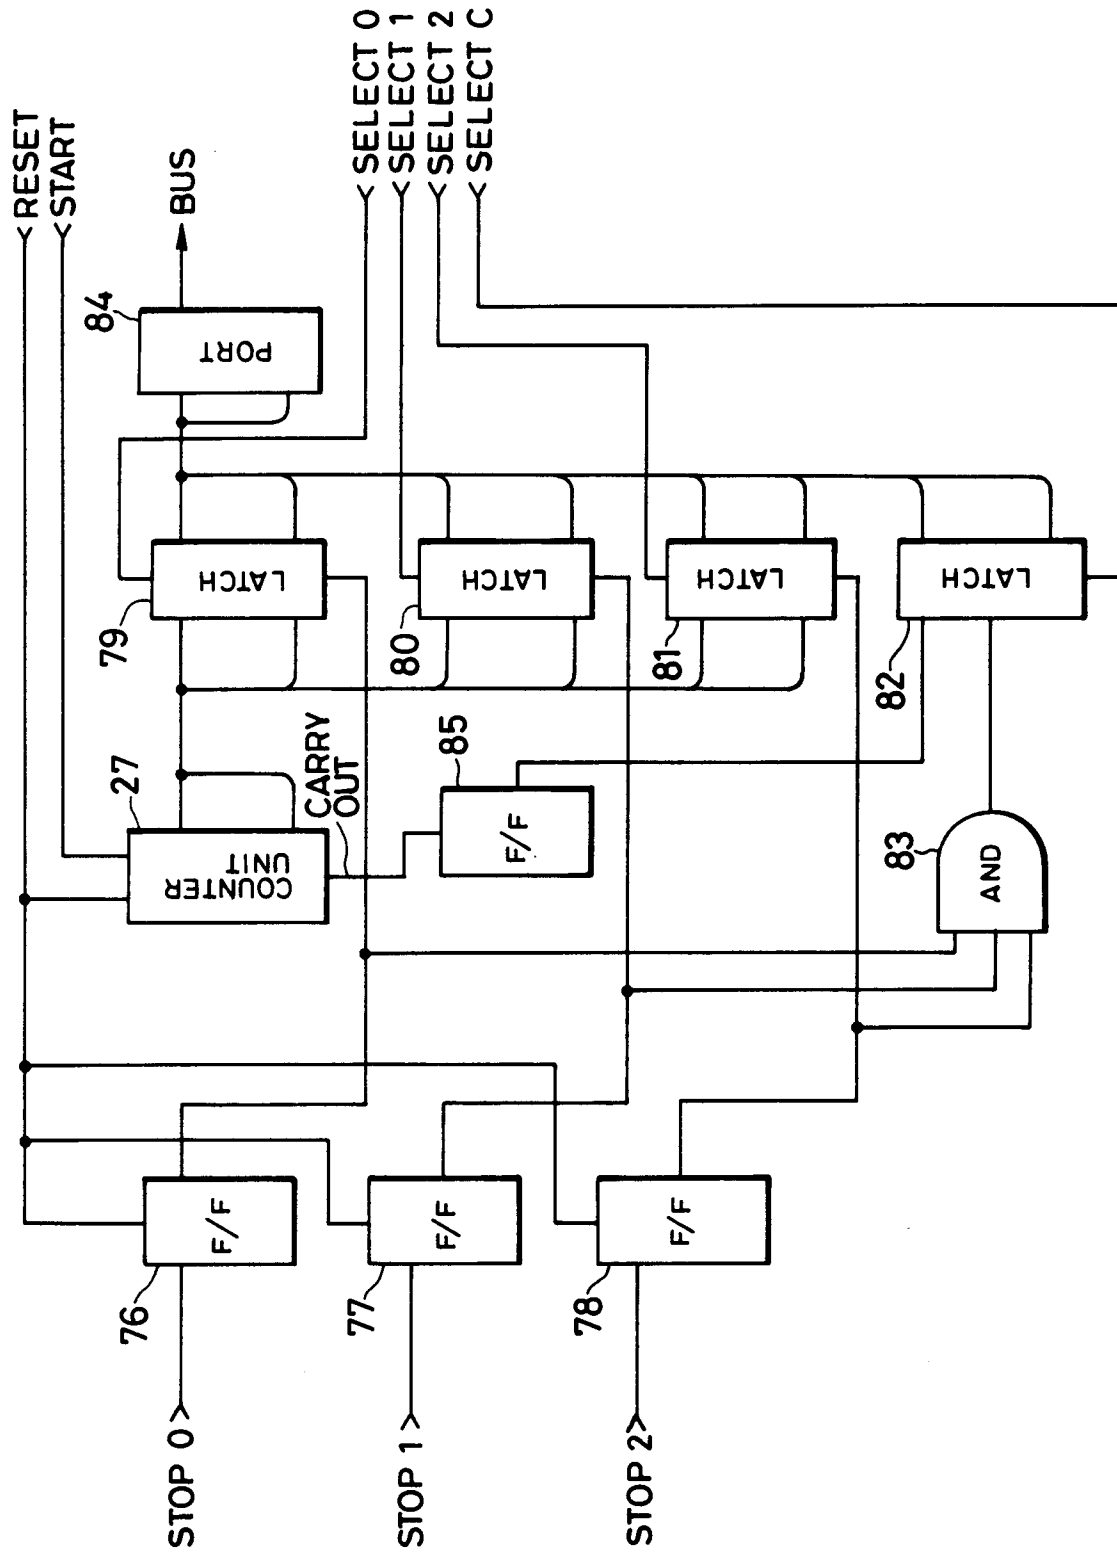 <RESET
<START
BUS
84
PORT
<SELECT 0
<SELECT 1
<SELECT 2
<SELECT C
79
LATCH
80
LATCH
81
LATCH
82
LATCH
27
COUNTER
UNIT
CARRY
OUT
85
F/F
83
AND
76
F/F
77
F/F
78
F/F
STOP 0>
STOP 1>
STOP 2>